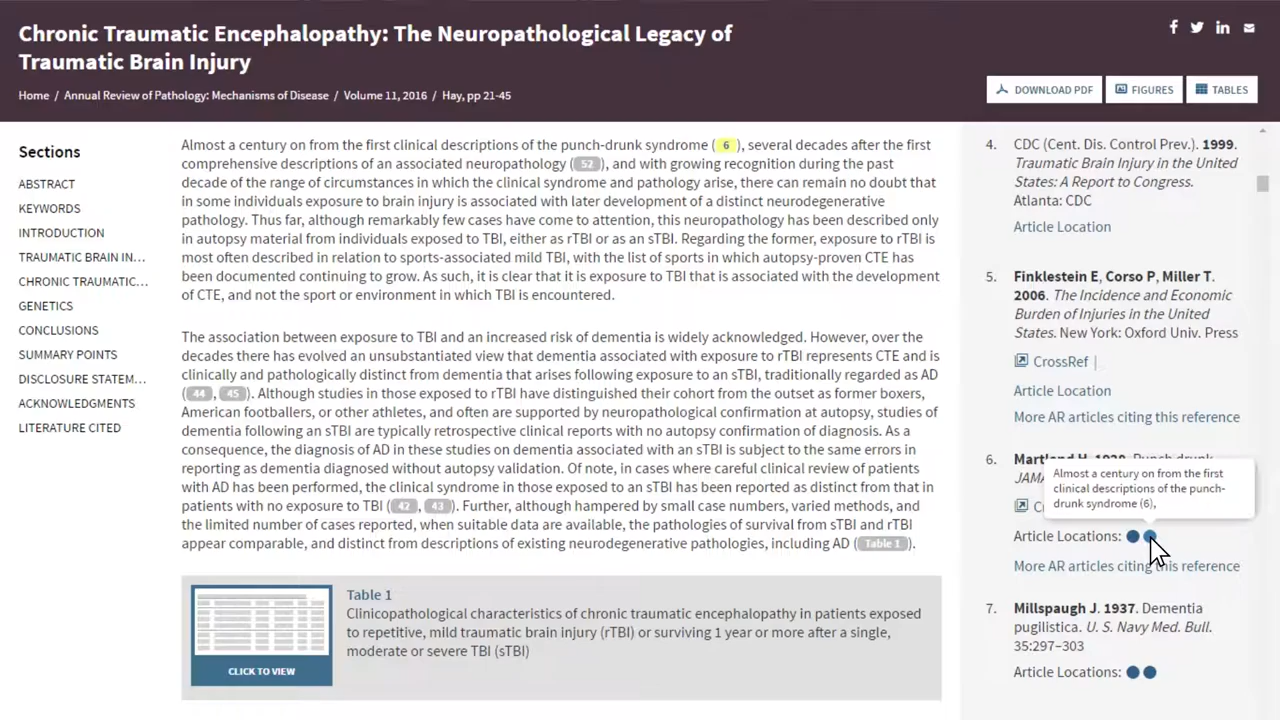 Chronic Traumatic Encephalopathy: The Neuropathological Legacy of
Traumatic Brain Injury
Home / Annual Review of Pathology: Mechanisms of Disease / Volume 11, 2016 / Hay, pp 21-45
DOWNLOAD PDF
FIGURES
TABLES
Sections
ABSTRACT
KEYWORDS
INTRODUCTION
TRAUMATIC BRAIN IN...
CHRONIC TRAUMATIC...
GENETICS
CONCLUSIONS
SUMMARY POINTS
DISCLOSURE STATEM...
ACKNOWLEDGMENTS
LITERATURE CITED
Almost a century on from the first clinical descriptions of the punch-drunk syndrome ( 6 ), several decades after the first
comprehensive descriptions of an associated neuropathology ( 52 ), and with growing recognition during the past
decade of the range of circumstances in which the clinical syndrome and pathology arise, there can remain no doubt that
in some individuals exposure to brain injury is associated with later development of a distinct neurodegenerative
pathology. Thus far, although remarkably few cases have come to attention, this neuropathology has been described only
in autopsy material from individuals exposed to TBI, either as rTBI or as an sTBI. Regarding the former, exposure to rTBI is
most often described in relation to sports-associated mild TBI, with the list of sports in which autopsy-proven CTE has
been documented continuing to grow. As such, it is clear that it is exposure to TBI that is associated with the development
of CTE, and not the sport or environment in which TBI is encountered.
The association between exposure to TBI and an increased risk of dementia is widely acknowledged. However, over the
decades there has evolved an unsubstantiated view that dementia associated with exposure to rTBI represents CTE and is
clinically and pathologically distinct from dementia that arises following exposure to an sTBI, traditionally regarded as AD
( 44 , 45 ). Although studies in those exposed to rTBI have distinguished their cohort from the outset as former boxers,
American footballers, or other athletes, and often are supported by neuropathological confirmation at autopsy, studies of
dementia following an sTBI are typically retrospective clinical reports with no autopsy confirmation of diagnosis. As a
consequence, the diagnosis of AD in these studies on dementia associated with an sTBI is subject to the same errors in
reporting as dementia diagnosed without autopsy validation. Of note, in cases where careful clinical review of patients
with AD has been performed, the clinical syndrome in those exposed to an sTBI has been reported as distinct from that in
patients with no exposure to TBI ( 42 , 43 ). Further, although hampered by small case numbers, varied methods, and
the limited number of cases reported, when suitable data are available, the pathologies of survival from sTBI and rTBI
appear comparable, and distinct from descriptions of existing neurodegenerative pathologies, including AD ( Table 1 ).
Table 1
Clinicopathological characteristics of chronic traumatic encephalopathy in patients exposed
to repetitive, mild traumatic brain injury (rTBI) or surviving 1 year or more after a single,
moderate or severe TBI (sTBI)
CLICK TO VIEW
4. CDC (Cent. Dis. Control Prev.). 1999.
Traumatic Brain Injury in the United
States: A Report to Congress.
Atlanta: CDC
Article Location
5. Finklestein E, Corso P, Miller T.
2006. The Incidence and Economic
Burden of Injuries in the United
States. New York: Oxford Univ. Press
CrossRef |
Article Location
More AR articles citing this reference
6.
Almost a century on from the first
clinical descriptions of the punch-
drunk syndrome (6),
Article Locations:
More AR articles citing this reference
7. Millspaugh J. 1937. Dementia
pugilistica. U. S. Navy Med. Bull.
35:297–303
Article Locations: